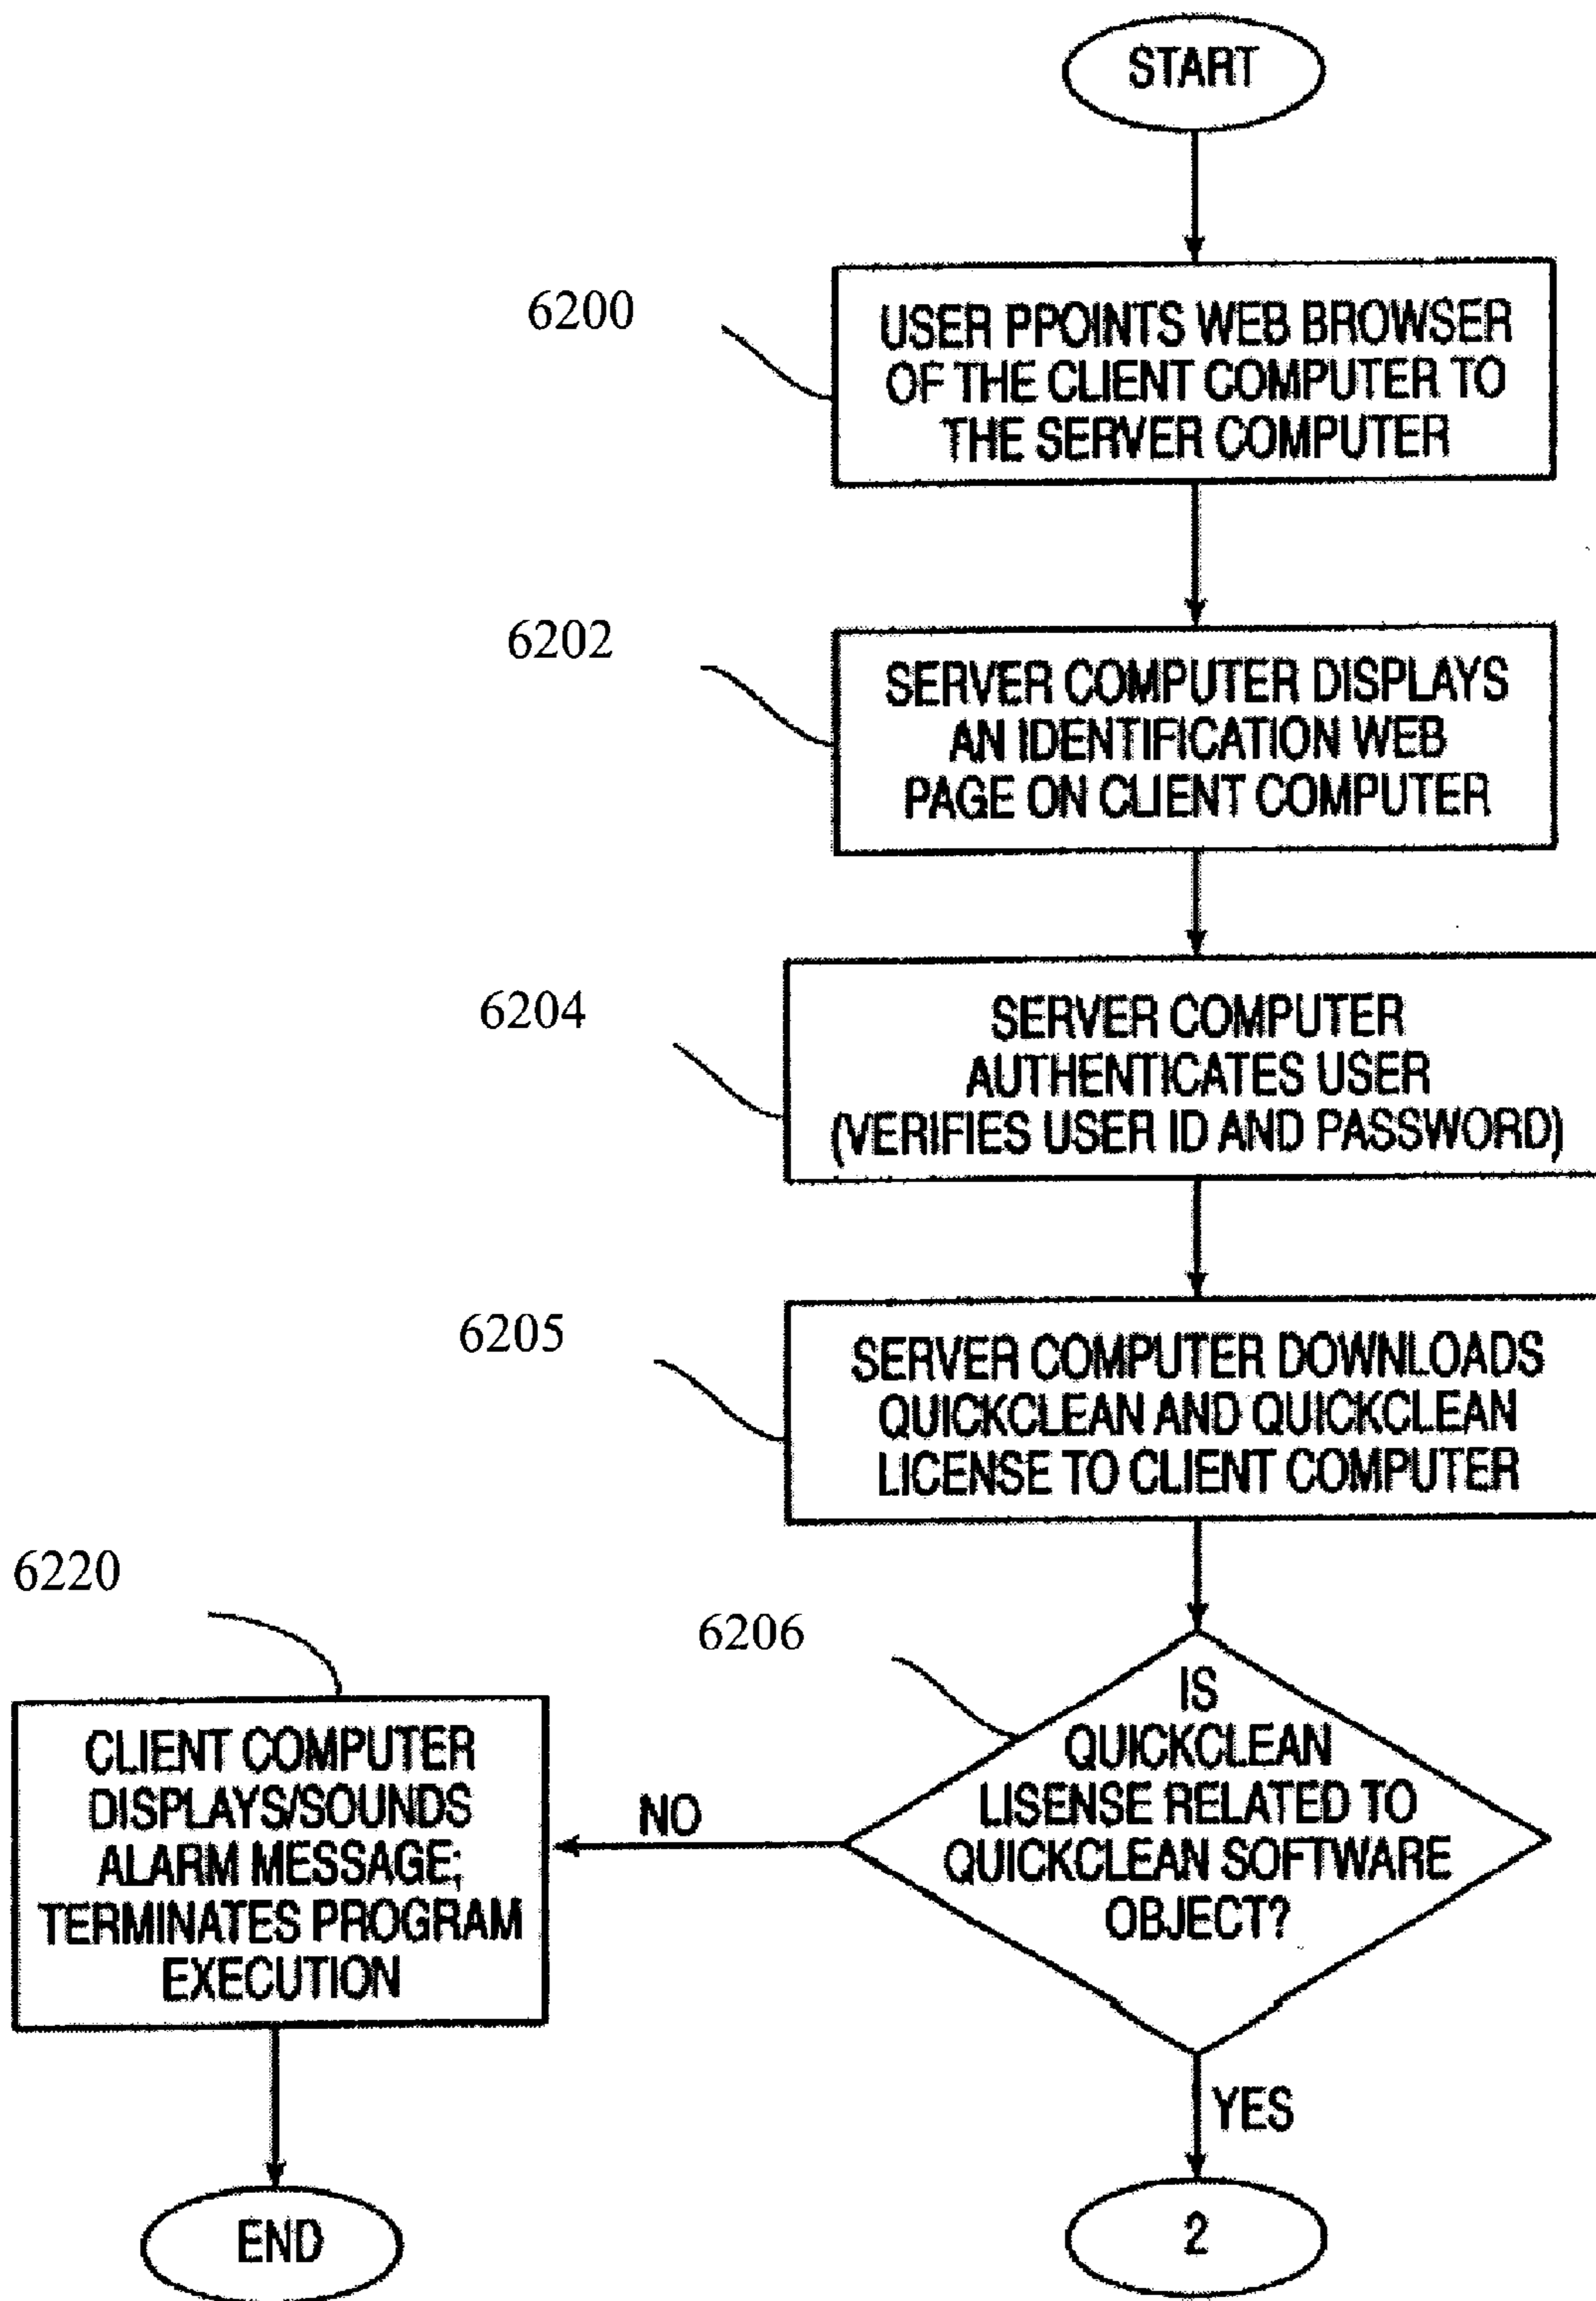 START
6200
USER PPOINTS WEB BROWSER
OF THE CLIENT COMPUTER TO
THE SERVER COMPUTER
6202
SERVER COMPUTER DISPLAYS
AN IDENTIFICATION WEB
PAGE ON CLIENT COMPUTER
6204
SERVER COMPUTER
AUTHENTICATES USER
(VERIFIES USER ID AND PASSWORD)
6205
SERVER COMPUTER DOWNLOADS
QUICKCLEAN AND QUICKCLEAN
LICENSE TO CLIENT COMPUTER
6206
IS
QUICKCLEAN
LISENSE RELATED TO
QUICKCLEAN SOFTWARE
OBJECT?
NO
6220
CLIENT COMPUTER
DISPLAYS/SOUNDS
ALARM MESSAGE;
TERMINATES PROGRAM
EXECUTION
END
YES
2